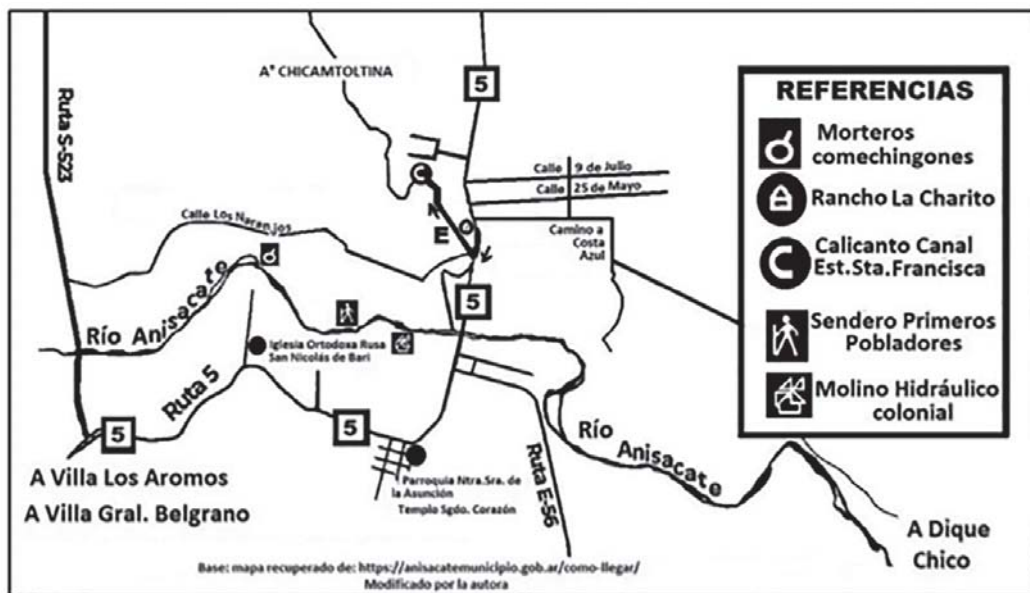 A° CHICAMTOLTINA
5
Ruta S-523
Calle 9 de Julio
Calle 25 de Mayo
Calle Los Naranjos
E
Camino a
Costa
Azul
5
Río Anisacate
Iglesia Ortodoxa Rusa
San Nicolás de Bari
Ruta 5
5
5
Río
Anisacate
Ruta E-56
Parroquia Ntra.Sra. de
la Asunción
Templo Sgdo. Corazón
A Villa Los Aromos
A Villa Gral. Belgrano
A Dique
Chico
REFERENCIAS
Morteros
comechingones
Rancho La Charito
C
Calicanto Canal
Est.Sta.Francisca
Sendero Primeros
Pobladores
Molino Hidráulico
colonial
Base: mapa recuperado de: https://anisacatemunicipio.gob.ar/como-llegar/
Modificado por la autora